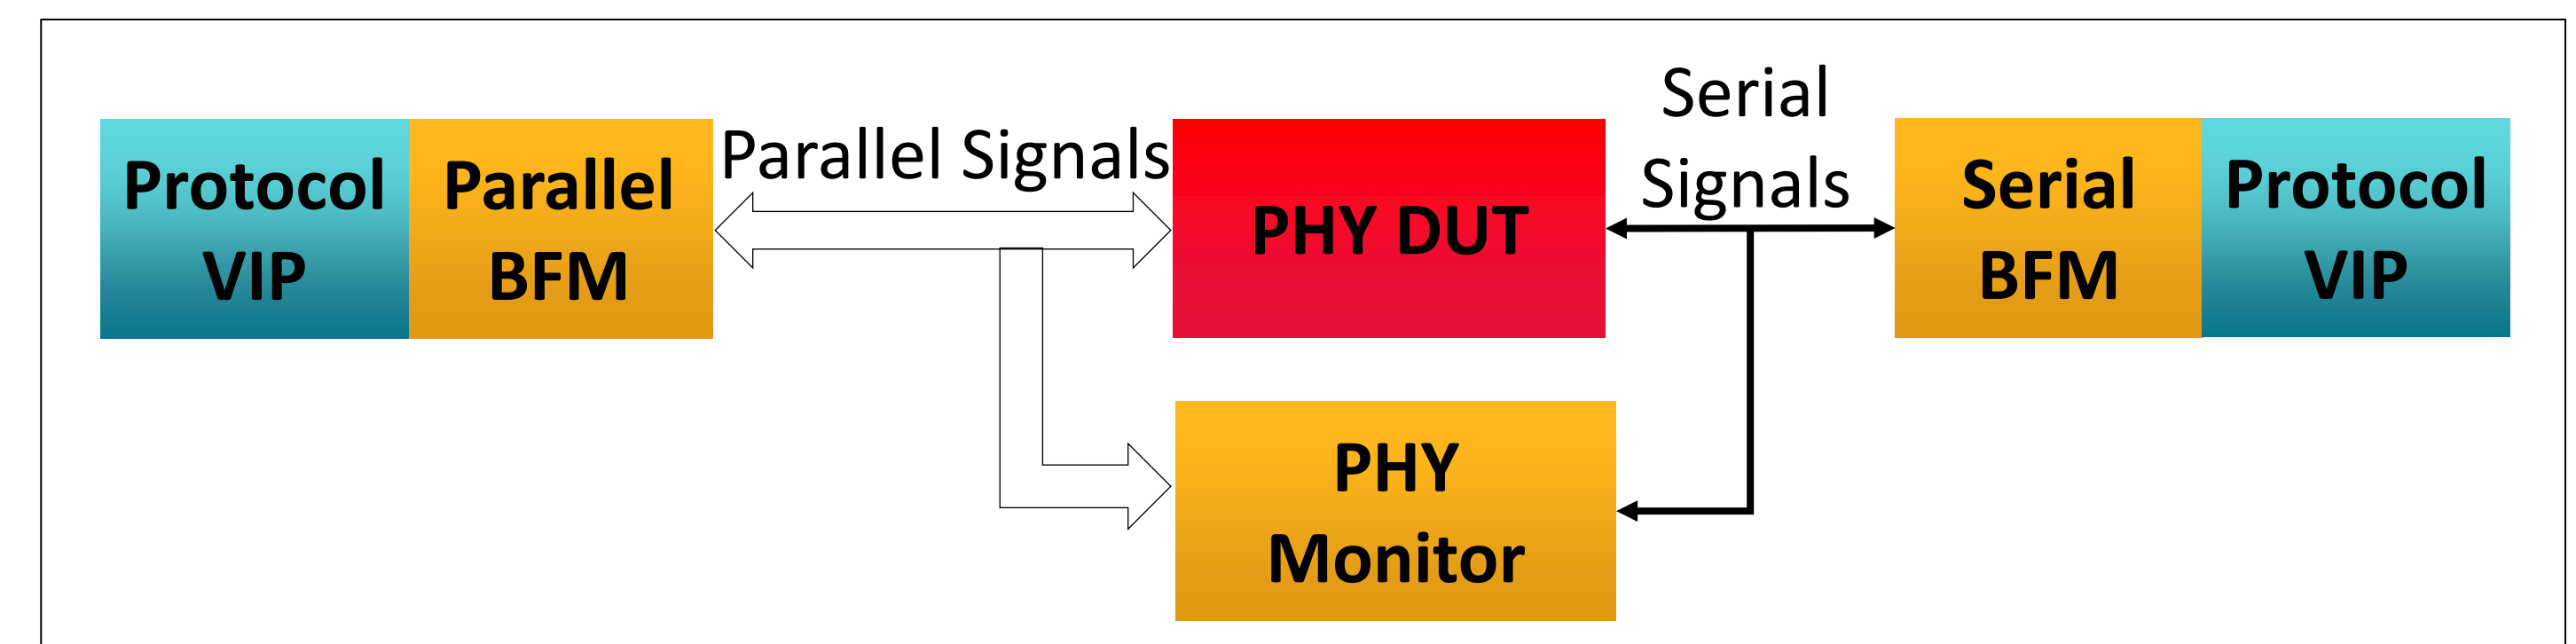 Protocol
VIP
Parallel
BFM
Parallel Signals
PHY DUT
Serial
Signals
Serial
BFM
Protocol
VIP
PHY
Monitor